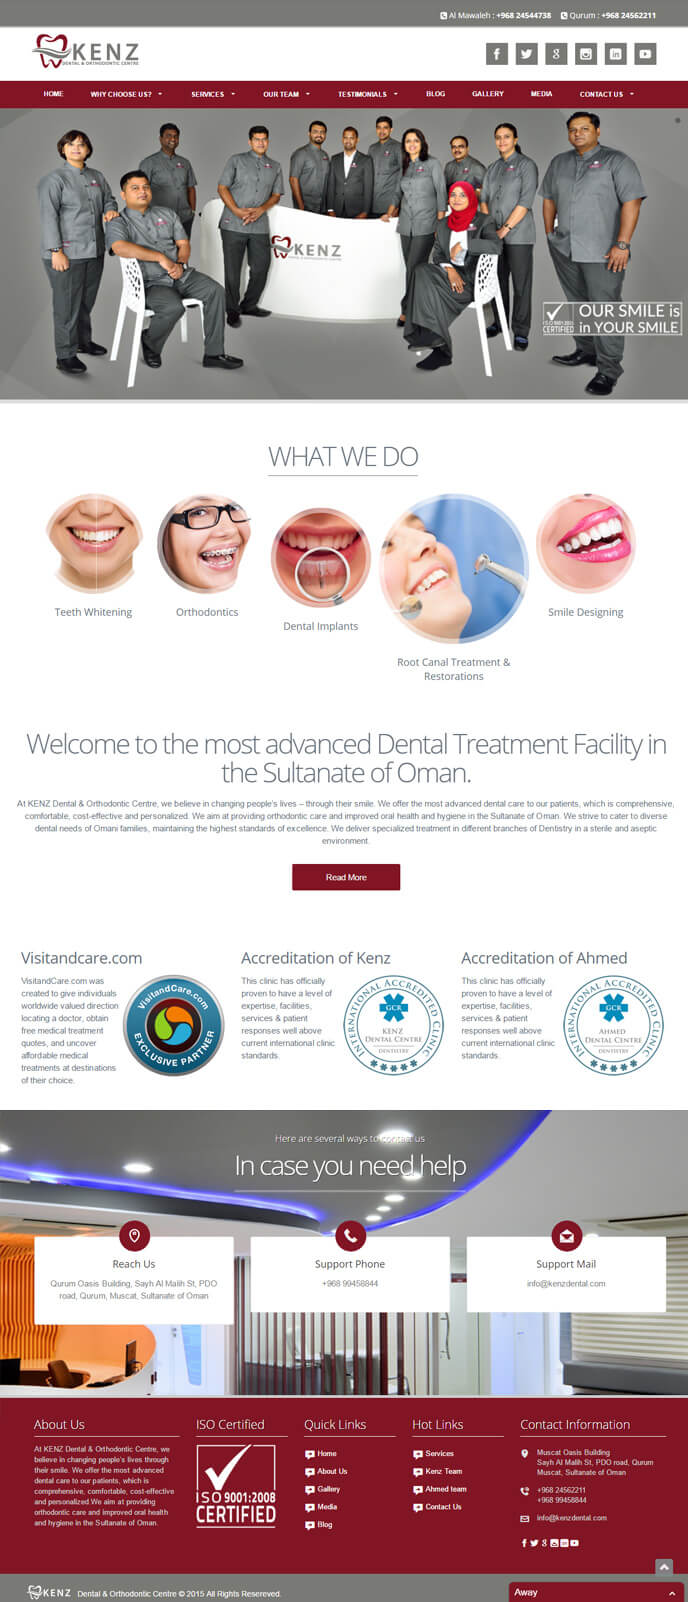 Al Mawaleh : +968 24544738 Qurum : +968 24562211
KENZ
DENTAL & ORTHODONTIC CENTRE
HOME WHY CHOOSE US? SERVICES OUR TEAM TESTIMONIALS BLOG GALLERY MEDIA CONTACT US
KENZ
DENTAL & ORTHODONTIC CENTRE
ISO 9001:2008
CERTIFIED
OUR SMILE is
in YOUR SMILE
WHAT WE DO
Teeth Whitening
Orthodontics
Dental Implants
Root Canal Treatment &
Restorations
Smile Designing
Welcome to the most advanced Dental Treatment Facility in
the Sultanate of Oman.
At KENZ Dental & Orthodontic Centre, we believe in changing people's lives – through their smile. We offer the most advanced dental care to our patients, which is comprehensive,
comfortable, cost-effective and personalized. We aim at providing orthodontic care and improved oral health and hygiene in the Sultanate of Oman. We strive to cater to diverse
dental needs of Omani families, maintaining the highest standards of excellence. We deliver specialized treatment in different branches of Dentistry in a sterile and aseptic
environment.
Read More
Visitandcare.com
VisitandCare.com was
created to give individuals
worldwide valued direction
locating a doctor, obtain
free medical treatment
quotes, and uncover
affordable medical
treatments at destinations
of their choice.
VisitandCare.com
EXCLUSIVE PARTNER
Accreditation of Kenz
This clinic has officially
proven to have a level of
expertise, facilities,
services & patient
responses well above
current international clinic
standards.
INTERNATIONAL ACCREDITED CLINIC
GCR
KENZ
DENTAL CENTRE
DENTISTRY
Accreditation of Ahmed
This clinic has officially
proven to have a level of
expertise, facilities,
services & patient
responses well above
current international clinic
standards.
INTERNATIONAL ACCREDITED CLINIC
GCR
AHMED
DENTAL CENTRE
DENTISTRY
Here are several ways to contact us
In case you need help
Reach Us
Qurum Oasis Building, Sayh Al Malih St, PDO
road, Qurum, Muscat, Sultanate of Oman
Support Phone
+968 99458844
Support Mail
info@kenzdental.com
About Us
At KENZ Dental & Orthodontic Centre, we
believe in changing people's lives through
their smile. We offer the most advanced
dental care to our patients, which is
comprehensive, comfortable, cost-effective
and personalized.We aim at providing
orthodontic care and improved oral health
and hygiene in the Sultanate of Oman.
ISO Certified
ISO 9001:2008
CERTIFIED
Quick Links
Home
About Us
Gallery
Media
Blog
Hot Links
Services
Kenz Team
Ahmed team
Contact Us
Contact Information
Muscat Oasis Building
Sayh Al Malih St, PDO road, Qurum
Muscat, Sultanate of Oman
+968 24562211
+968 99458844
info@kenzdental.com
KENZ Dental & Orthodontic Centre © 2015 All Rights Resereved.
Away